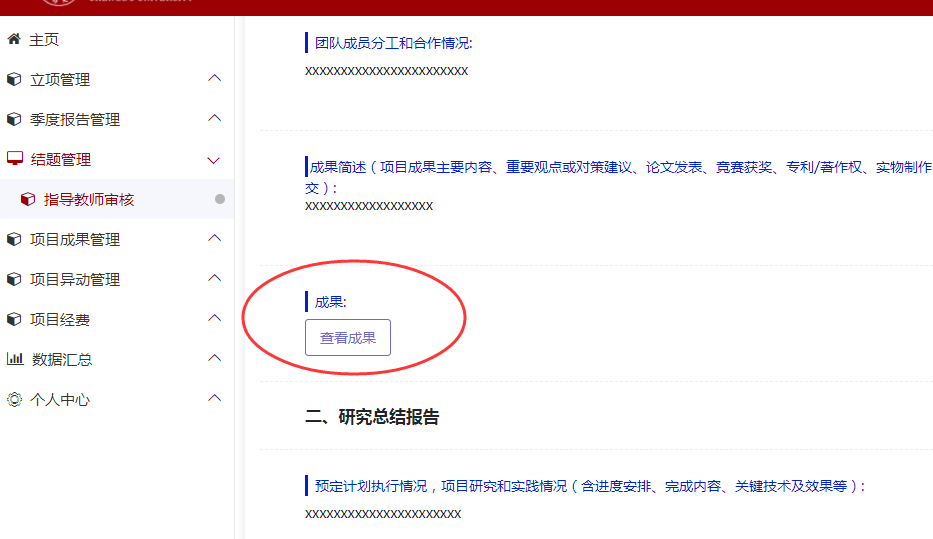 主页
立项管理
季度报告管理
结题管理
指导教师审核
项目成果管理
项目异动管理
项目经费
数据汇总
个人中心
团队成员分工和合作情况:
xxxxxxxxxxxxxxxxxxxxxxx
成果简述（项目成果主要内容、重要观点或对策建议、论文发表、竞赛获奖、专利/著作权、实物制作
交）:
xxxxxxxxxxxxxxxxxx
成果:
查看成果
二、研究总结报告
预定计划执行情况，项目研究和实践情况（含进度安排、完成内容、关键技术及效果等）:
xxxxxxxxxxxxxxxxxxxxxx